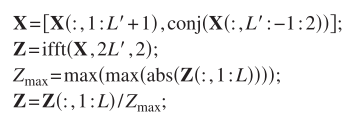 X=[X(:,1:L′+1),conj(X(:,L′:-1:2))];
Z=ifft(X,2L′,2);
Zmax=max(max(abs(Z(:,1:L))));
Z=Z(:,1:L)/Zmax;